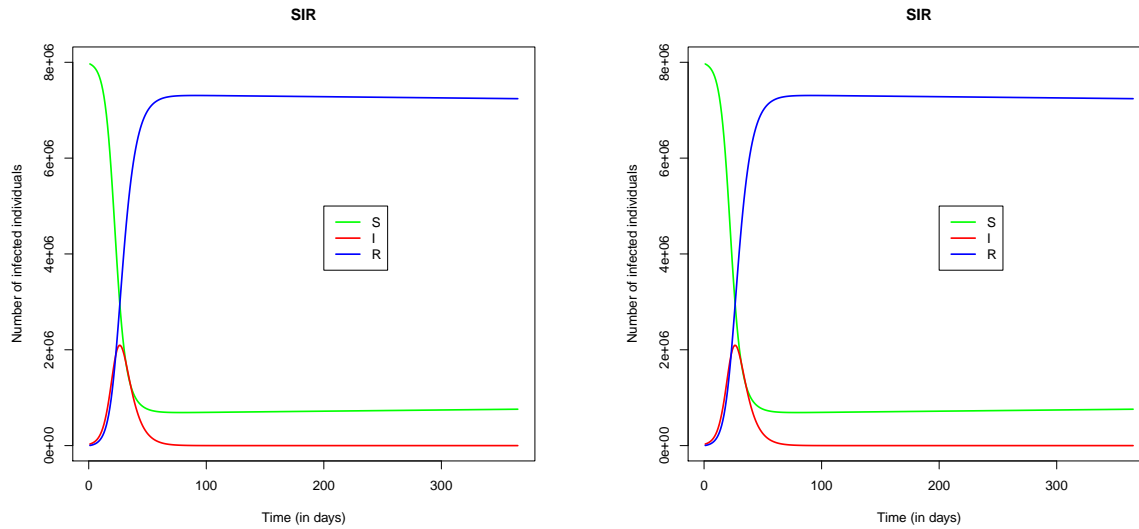 SIR
Number of infected individuals
8e+06
6e+06
4e+06
2e+06
0e+00
S
I
R
0 100 200 300
Time (in days)
SIR
Number of infected individuals
8e+06
6e+06
4e+06
2e+06
0e+00
S
I
R
0 100 200 300
Time (in days)